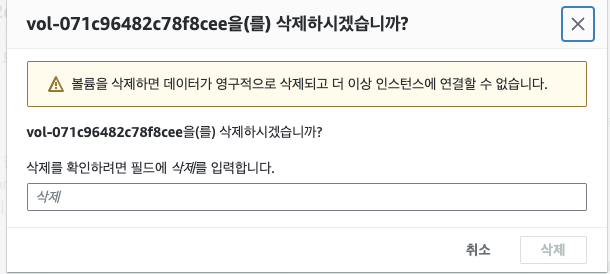 vol-071c96482c78f8cee을(를) 삭제하시겠습니까?
볼륨을 삭제하면 데이터가 영구적으로 삭제되고 더 이상 인스턴스에 연결할 수 없습니다.
vol-071c96482c78f8cee을(를) 삭제하시겠습니까?
삭제를 확인하려면 필드에 삭제를 입력합니다.
삭제
취소 삭제